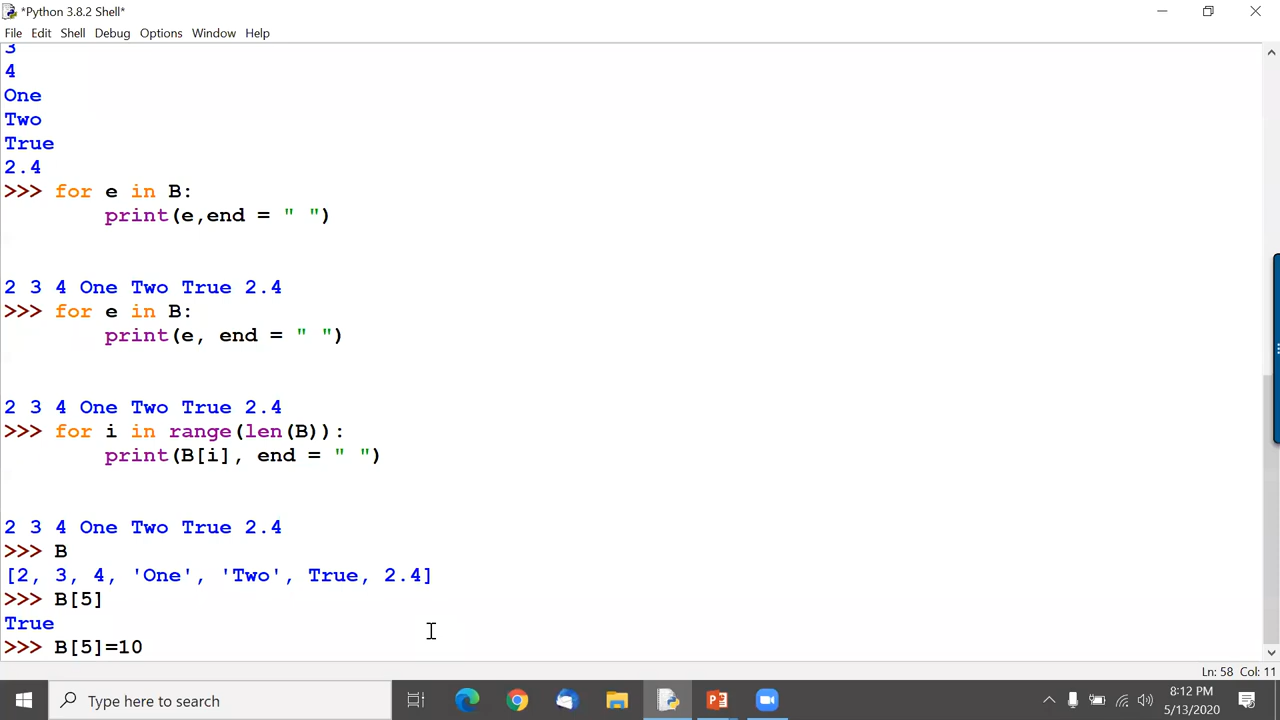 *Python 3.8.2 Shell*
File Edit Shell Debug Options Window Help
3
4
One
Two
True
2.4
>>> for e in B:
        print(e,end = " ")
2 3 4 One Two True 2.4
>>> for e in B:
        print(e, end = " ")
2 3 4 One Two True 2.4
>>> for i in range(len(B)):
        print(B[i], end = " ")
2 3 4 One Two True 2.4
>>> B
[2, 3, 4, 'One', 'Two', True, 2.4]
>>> B[5]
True
>>> B[5]=10
Ln: 58 Col: 11
Type here to search
8:12 PM
5/13/2020